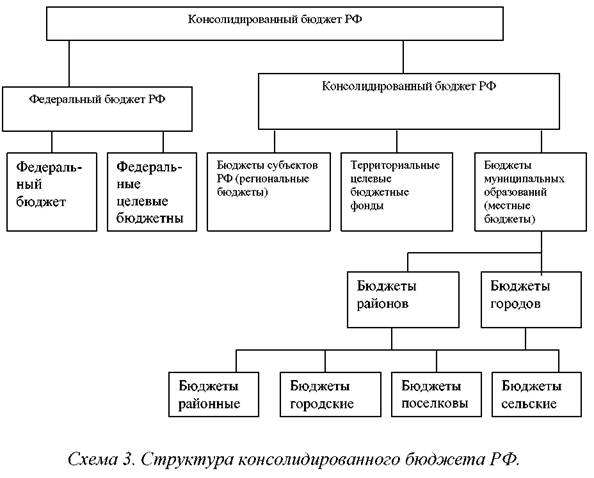 Консолидированный бюджет РФ
Федеральный бюджет РФ
Консолидированный бюджет РФ
Федераль-
ный
бюджет
Федераль-
ные
целевые
бюджетны
Бюджеты субъектов
РФ (региональные
бюджеты)
Территориальные
целевые
бюджетные
фонды
Бюджеты
муниципальных
образований
(местные
бюджеты)
Бюджеты
районов
Бюджеты
городов
Бюджеты
районные
Бюджеты
городские
Бюджеты
поселковы
Бюджеты
сельские
Схема 3. Структура консолидированного бюджета РФ.